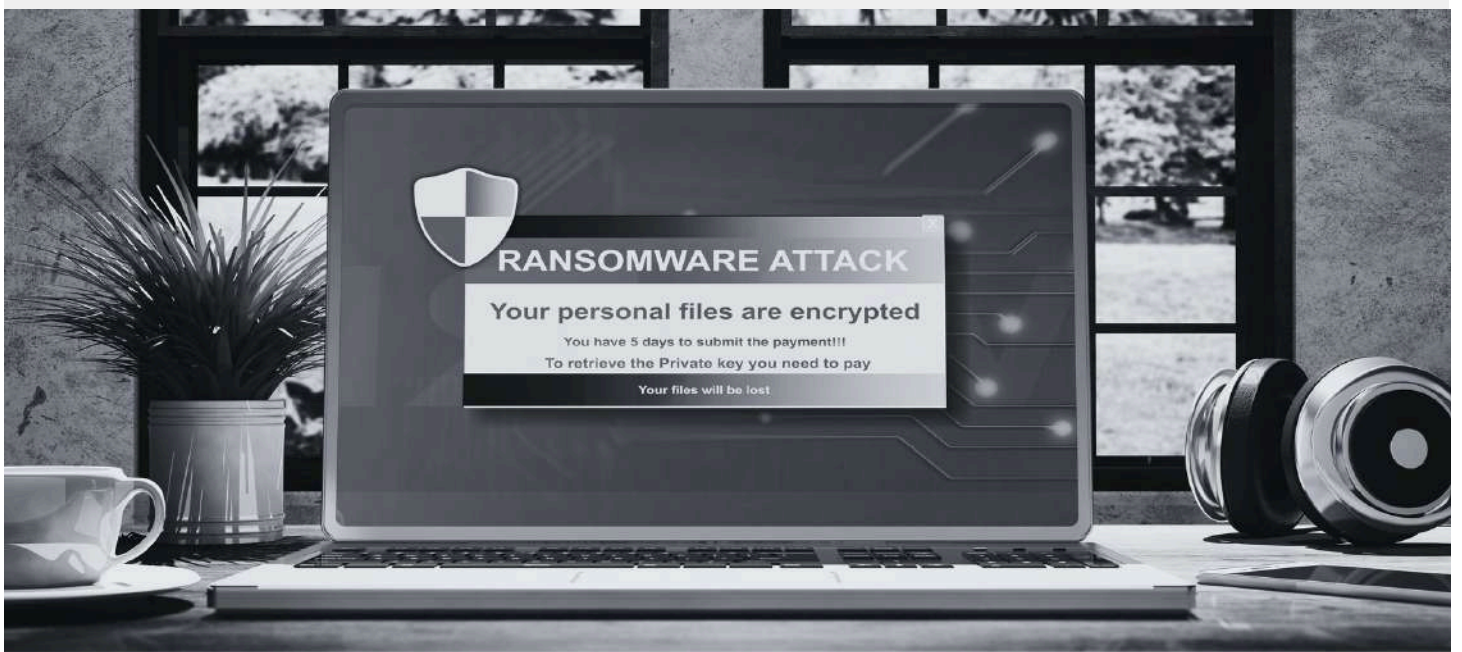 RANSOMWARE ATTACK
Your personal files are encrypted
You have 5 days to submit the payment!!!
To retrieve the Private key you need to pay
Your files will be lost